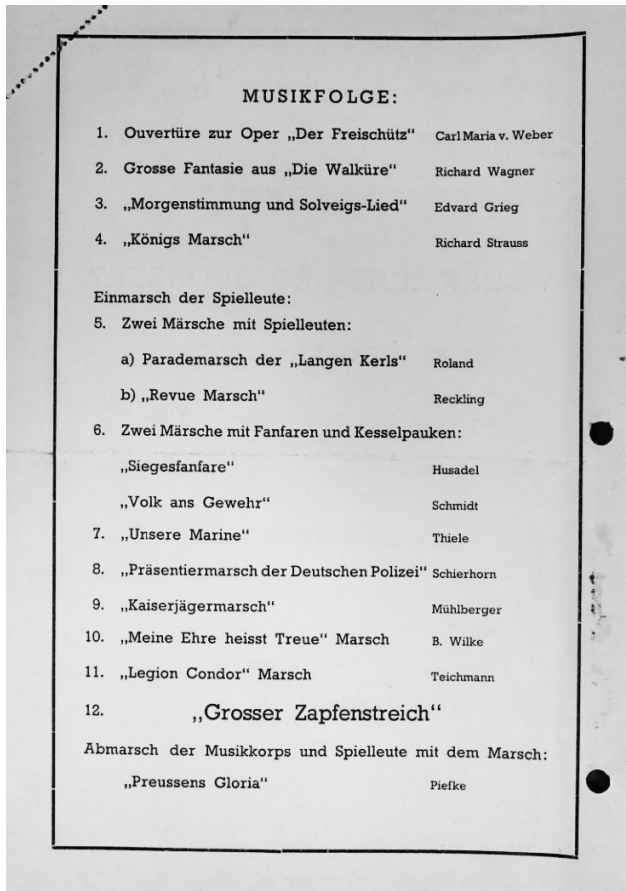 MUSIKFOLGE:
1. Ouvertüre zur Oper „Der Freischütz“ Carl Maria v. Weber
2. Grosse Fantasie aus „Die Walküre“ Richard Wagner
3. „Morgenstimmung und Solveigs-Lied“ Edvard Grieg
4. „Königs Marsch“ Richard Strauss
Einmarsch der Spielleute:
5. Zwei Märsche mit Spielleuten:
a) Parademarsch der „Langen Kerls“ Roland
b) „Revue Marsch“ Reckling
6. Zwei Märsche mit Fanfaren und Kesselpauken:
„Siegesfanfare“ Husadel
„Volk ans Gewehr“ Schmidt
7. „Unsere Marine“ Thiele
8. „Präsentiermarsch der Deutschen Polizei“ Schierhorn
9. „Kaiserjägermarsch“ Mühlberger
10. „Meine Ehre heisst Treue“ Marsch B. Wilke
11. „Legion Condor“ Marsch Teichmann
12. „Grosser Zapfenstreich“
Abmarsch der Musikkorps und Spielleute mit dem Marsch:
„Preussens Gloria“ Piefke